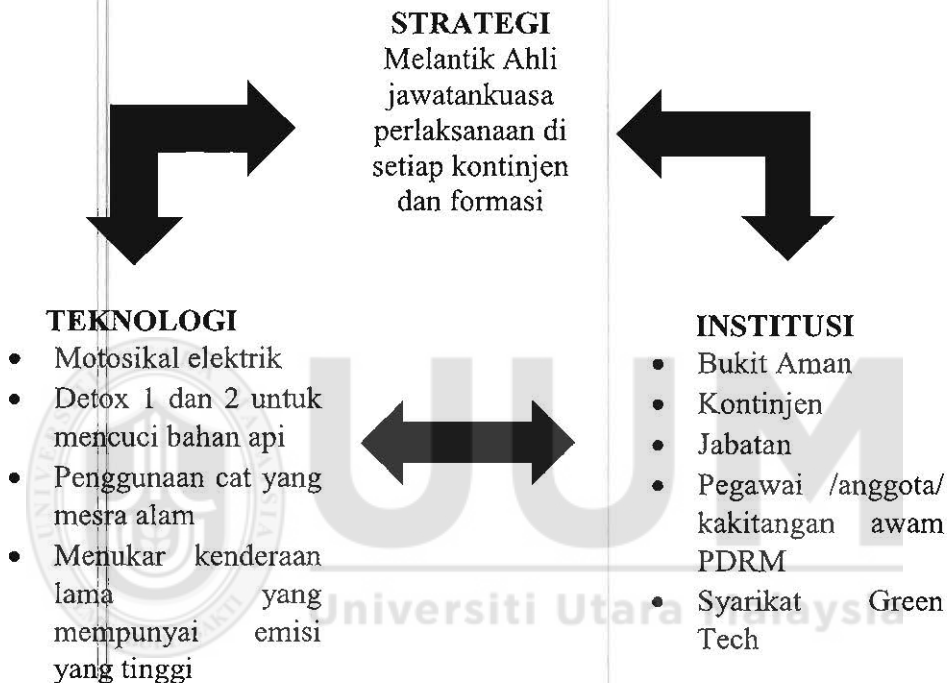 STRATEGI
Melantik Ahli
jawatankuasa
perlaksanaan di
setiap kontinjen
dan formasi
TEKNOLOGI
• Motosikal elektrik
• Detox 1 dan 2 untuk
mencuci bahan api
• Penggunaan cat yang
mesra alam
• Menukar kenderaan
lama yang
mempunyai emisi
yang tinggi
INSTITUSI
• Bukit Aman
• Kontinjen
• Jabatan
• Pegawai /anggota/
kakitangan awam
PDRM
• Syarikat Green
Tech
UUM
Universiti Utara Malaysia